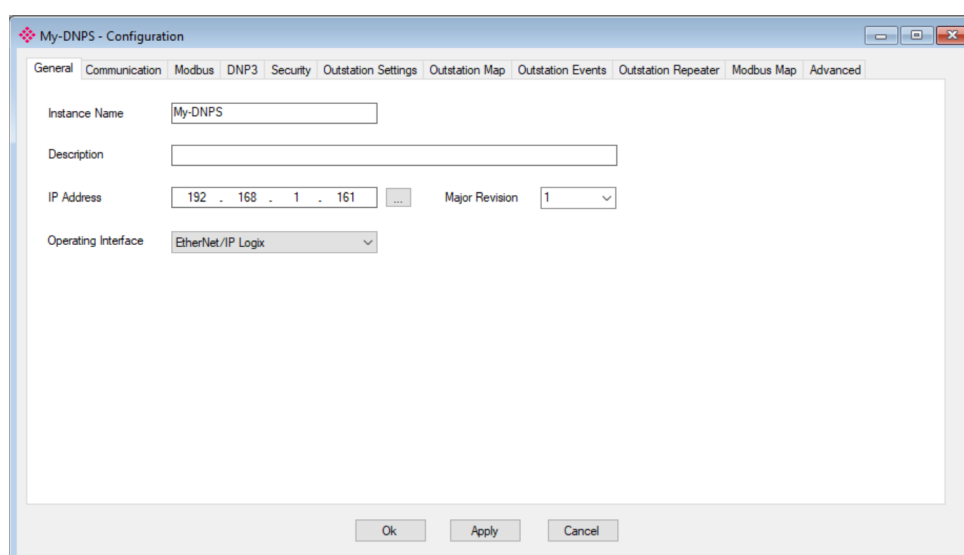 My-DNPS - Configuration
General Communication Modbus DNP3 Security Outstation Settings Outstation Map Outstation Events Outstation Repeater Modbus Map Advanced
Instance Name My-DNPS
Description
IP Address 192 . 168 . 1 . 161 ... Major Revision 1
Operating Interface EtherNet/IP Logix
Ok Apply Cancel